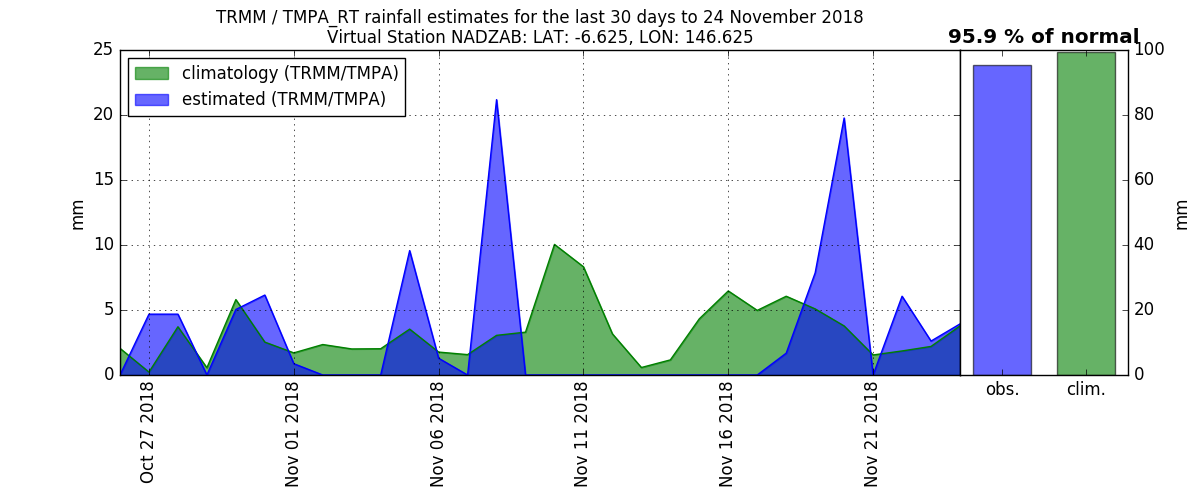 TRMM / TMPA_RT rainfall estimates for the last 30 days to 24 November 2018
Virtual Station NADZAB: LAT: -6.625, LON: 146.625
95.9 % of normal
climatology (TRMM/TMPA)
estimated (TRMM/TMPA)
25
20
15
10
5
0
mm
Oct 27 2018
Nov 01 2018
Nov 06 2018
Nov 11 2018
Nov 16 2018
Nov 21 2018
obs.
clim.
100
80
60
40
20
0
mm